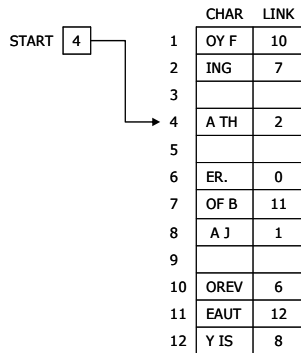 CHAR LINK
START 4
1 OY F 10
2 ING 7
3
4 A TH 2
5
6 ER. 0
7 OF B 11
8 A J 1
9
10 OREV 6
11 EAUT 12
12 Y IS 8